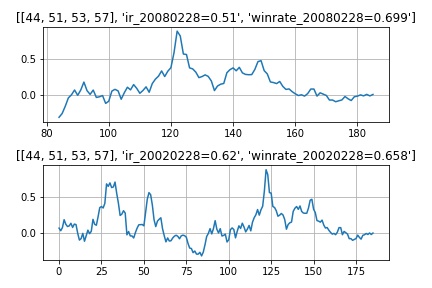 [[44, 51, 53, 57], 'ir_20080228=0.51', 'winrate_20080228=0.699']
0.5
0.0
80 100 120 140 160 180
[[44, 51, 53, 57], 'ir_20020228=0.62', 'winrate_20020228=0.658']
0.5
0.0
0 25 50 75 100 125 150 175